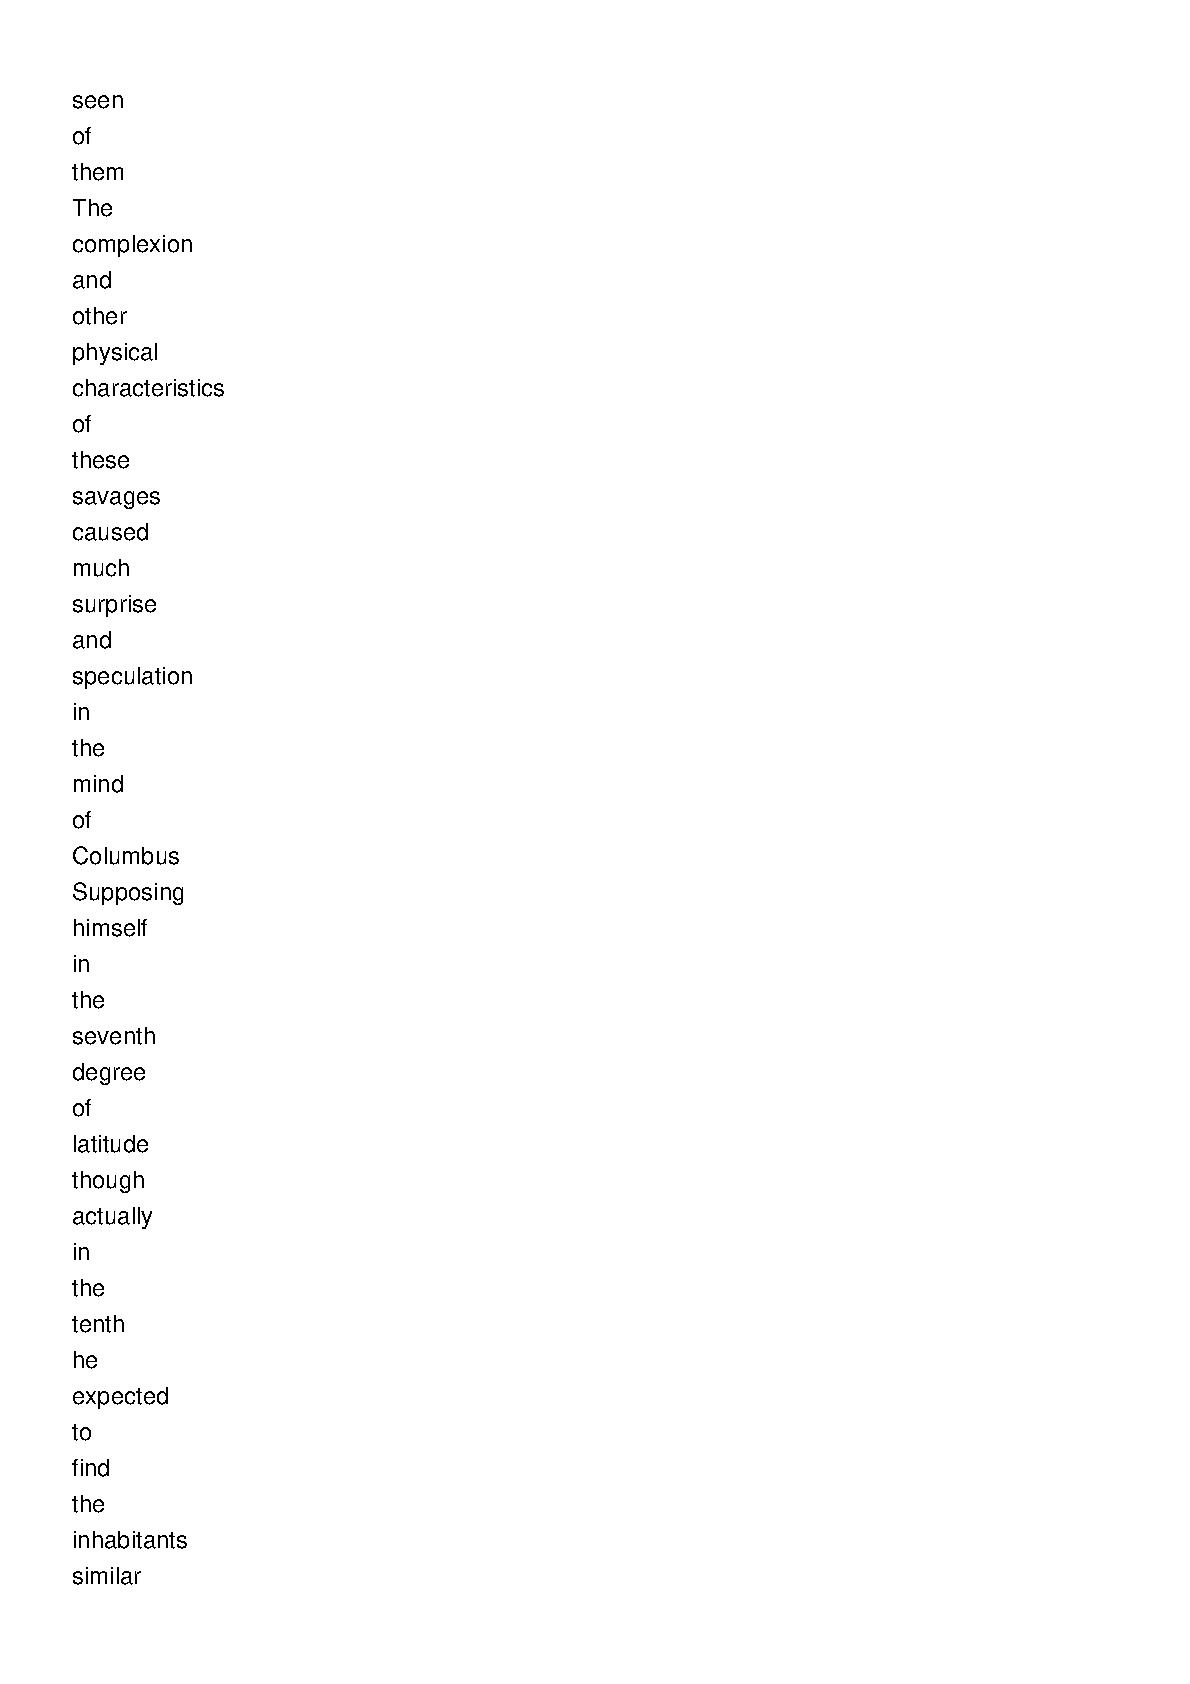 seen
of
them
The
complexion
and
other
physical
characteristics
of
these
savages
caused
much
surprise
and
speculation
in
the
mind
of
Columbus
Supposing
himself
in
the
seventh
degree
of
latitude
though
actually
in
the
tenth
he
expected
to
find
the
inhabitants
similar